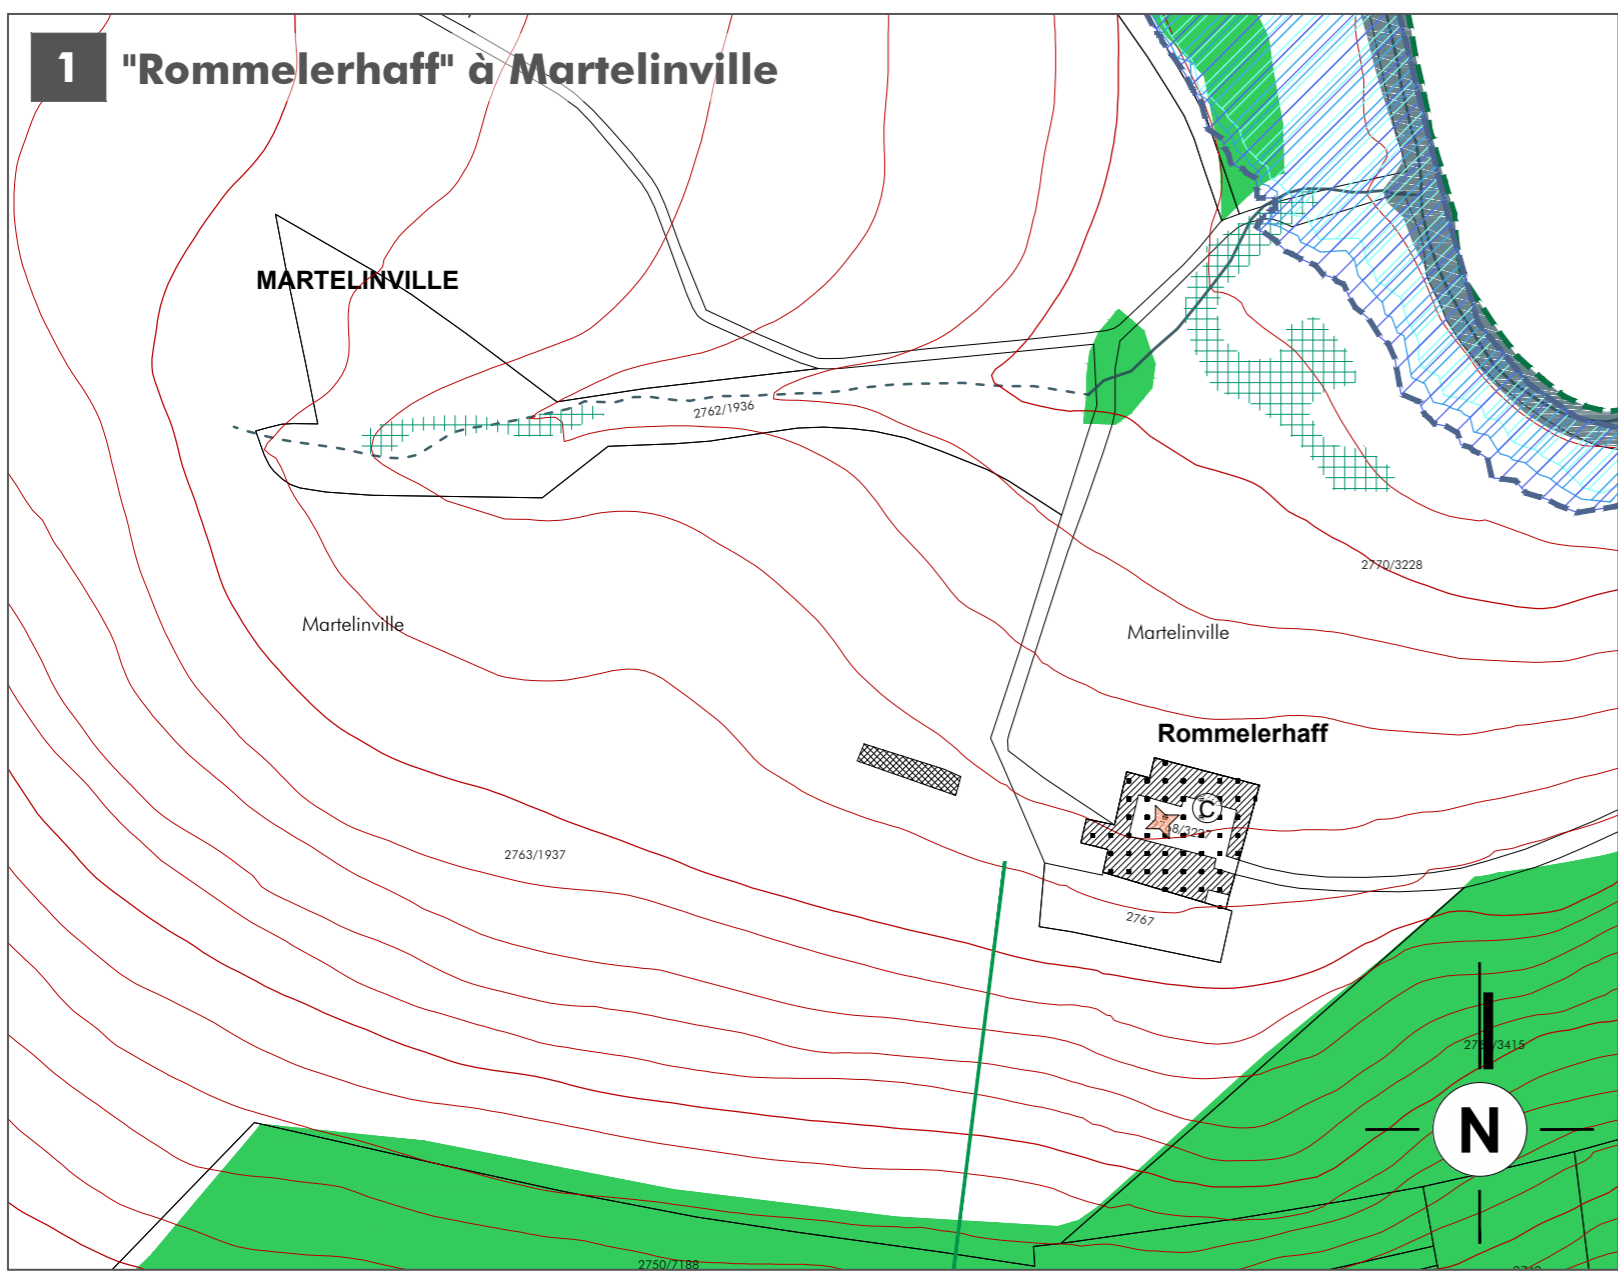 1 "Rommelerhaff" à Martelinville
MARTELINVILLE
2762/1936
2770/3228
Martelinville
Martelinville
Rommelerhaff
C
2763/1937
2767
N
2750/7188